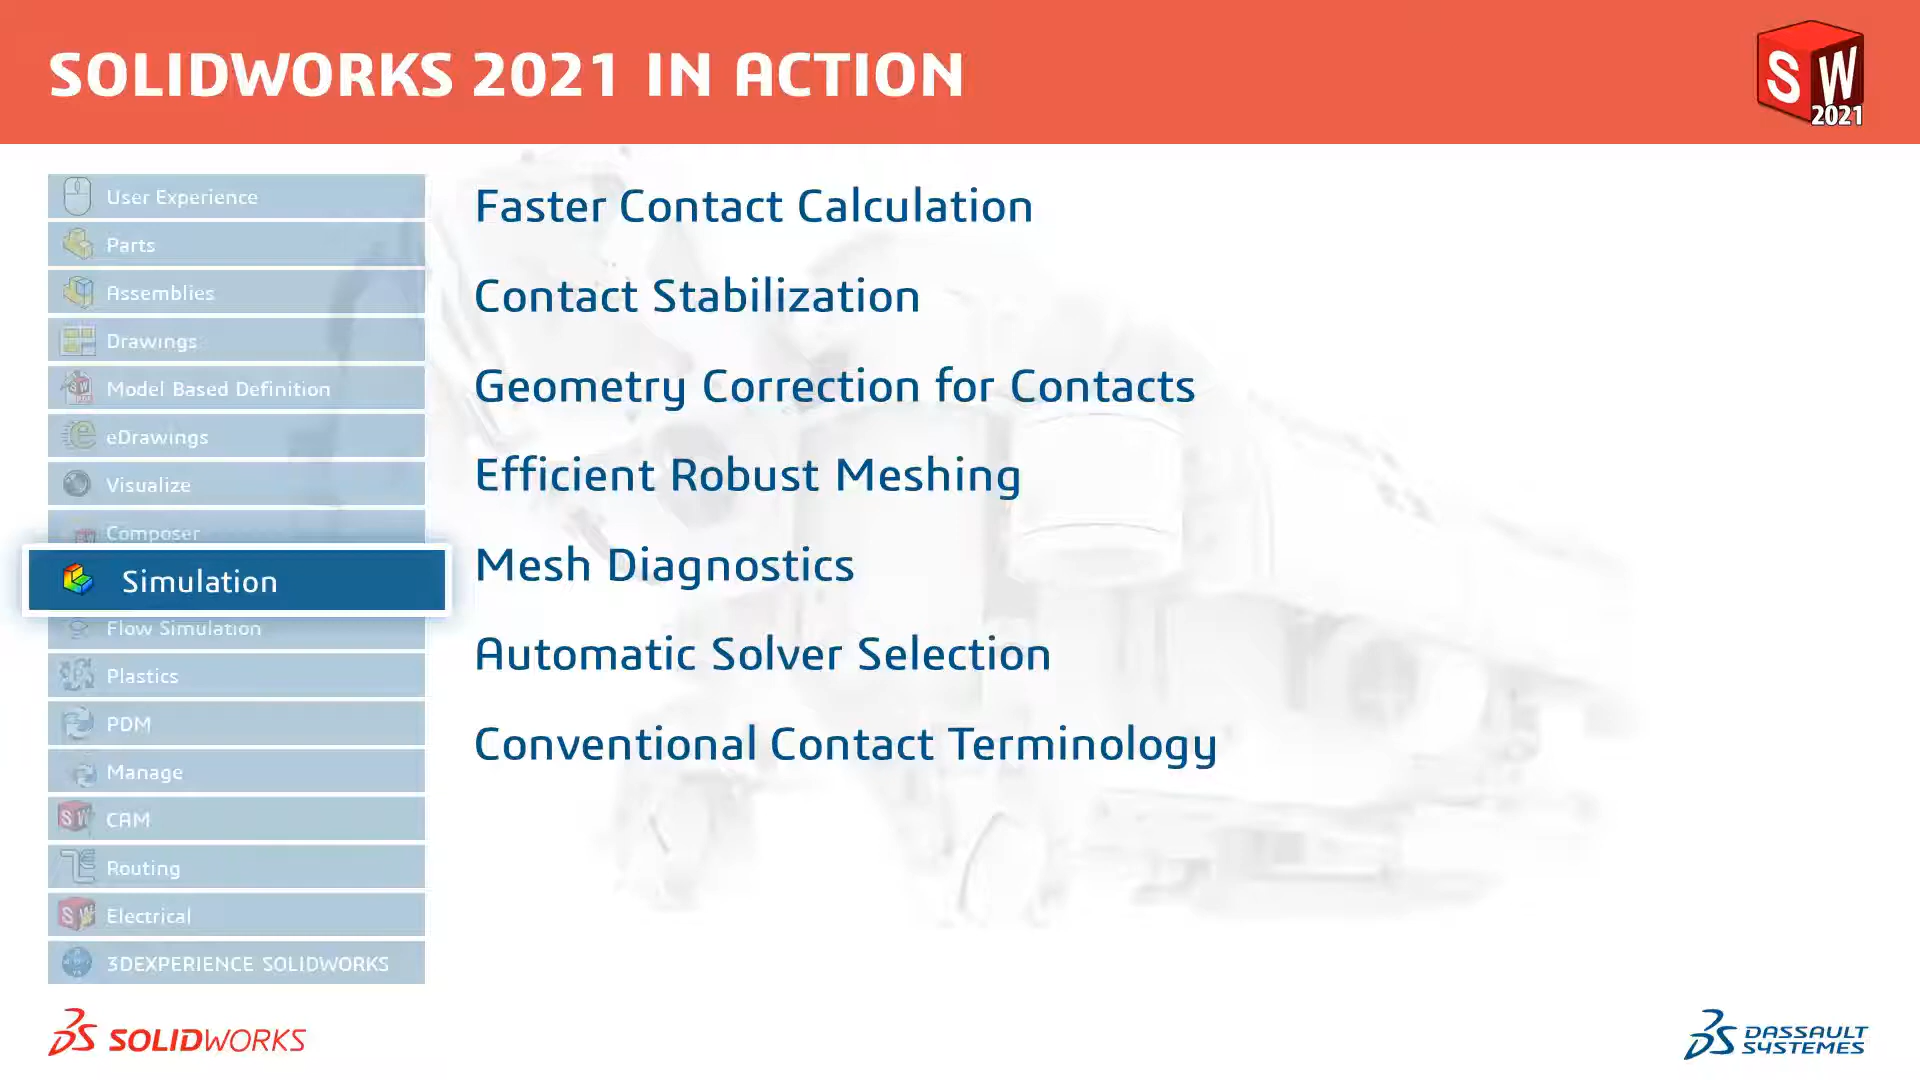 SOLIDWORKS 2021 IN ACTION
SW
2021
User Experience
Parts
Assemblies
Drawings
Model Based Definition
eDrawings
Visualize
Composer
Simulation
Flow Simulation
Plastics
PDM
Manage
CAM
Routing
Electrical
3DEXPERIENCE SOLIDWORKS
Faster Contact Calculation
Contact Stabilization
Geometry Correction for Contacts
Efficient Robust Meshing
Mesh Diagnostics
Automatic Solver Selection
Conventional Contact Terminology
SOLIDWORKS
DASSAULT
SYSTEMES